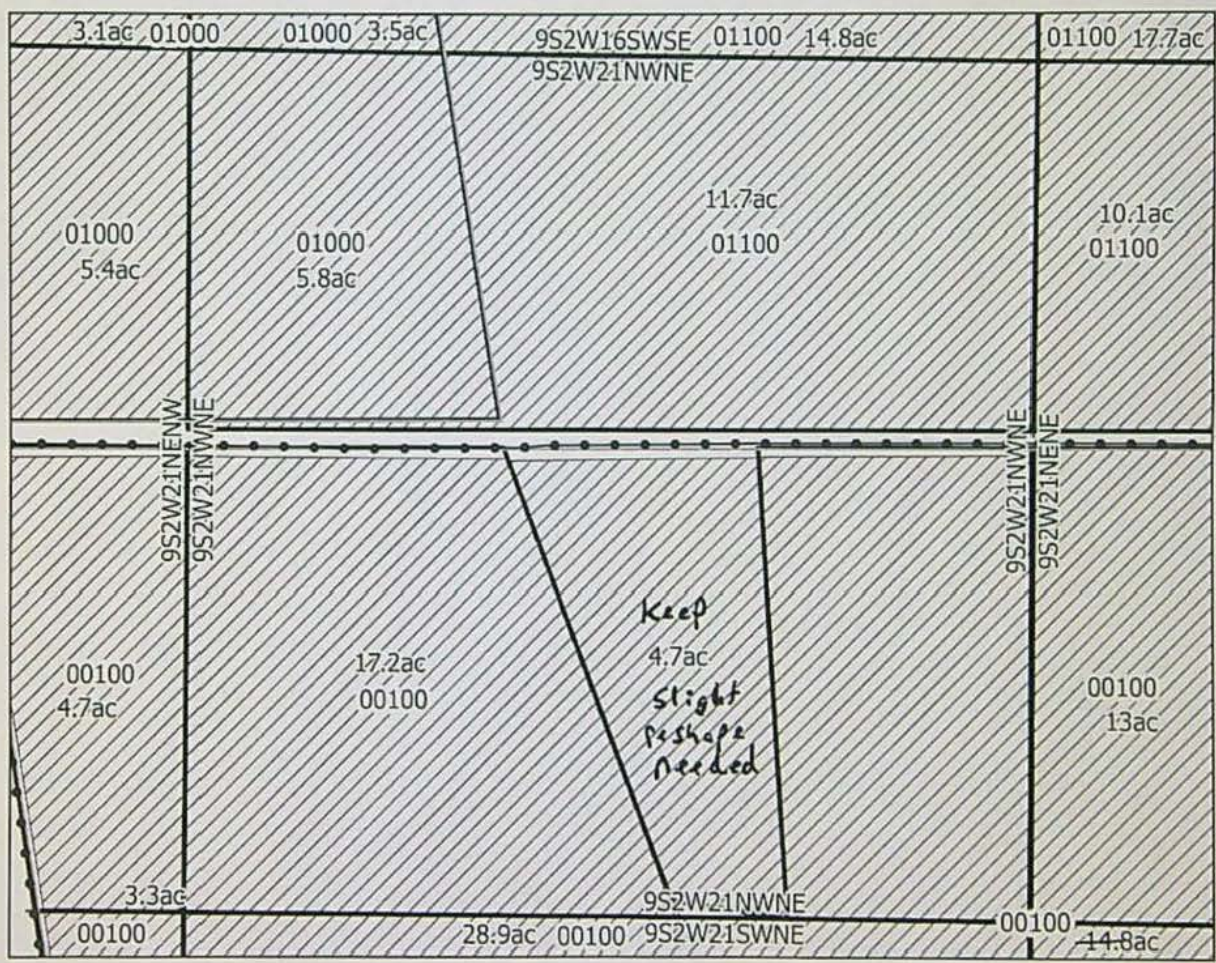 3.1ac 01000 01000 3.5ac 9S2W16SWSE 01100 14.8ac 01100 17.7ac
9S2W21NWNE
11.7ac
01100
10.1ac
01100
01000
5.4ac
01000
5.8ac
9S2W21NENW
9S2W21NWNE
9S2W21NWNE
9S2W21NENE
Keep
4.7ac
Slight
reshape
needed
17.2ac
00100
00100
4.7ac
00100
13ac
3.3ac
9S2W21NWNE
00100
28.9ac 00100 9S2W21SWNE
00100
14.8ac